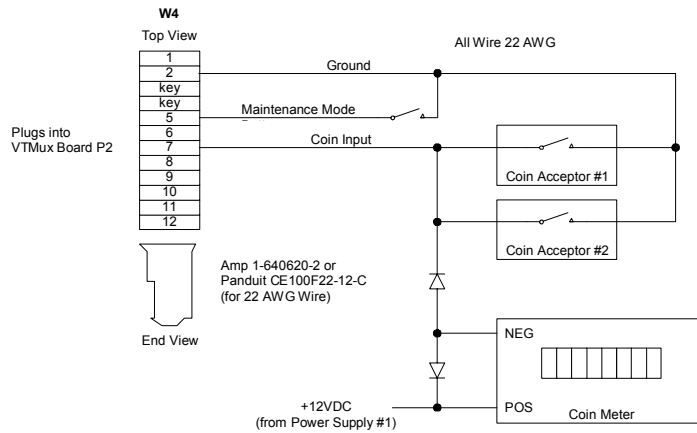 W4
Top View
1
2
key
key
5
6
7
8
9
10
11
12
Plugs into
VTMux Board P2
End View
Amp 1-640620-2 or
Panduit CE100F22-12-C
(for 22 AWG Wire)
All Wire 22 AWG
Ground
Maintenance Mode
Coin Input
Coin Acceptor #1
Coin Acceptor #2
NEG
POS
Coin Meter
+12VDC
(from Power Supply #1)